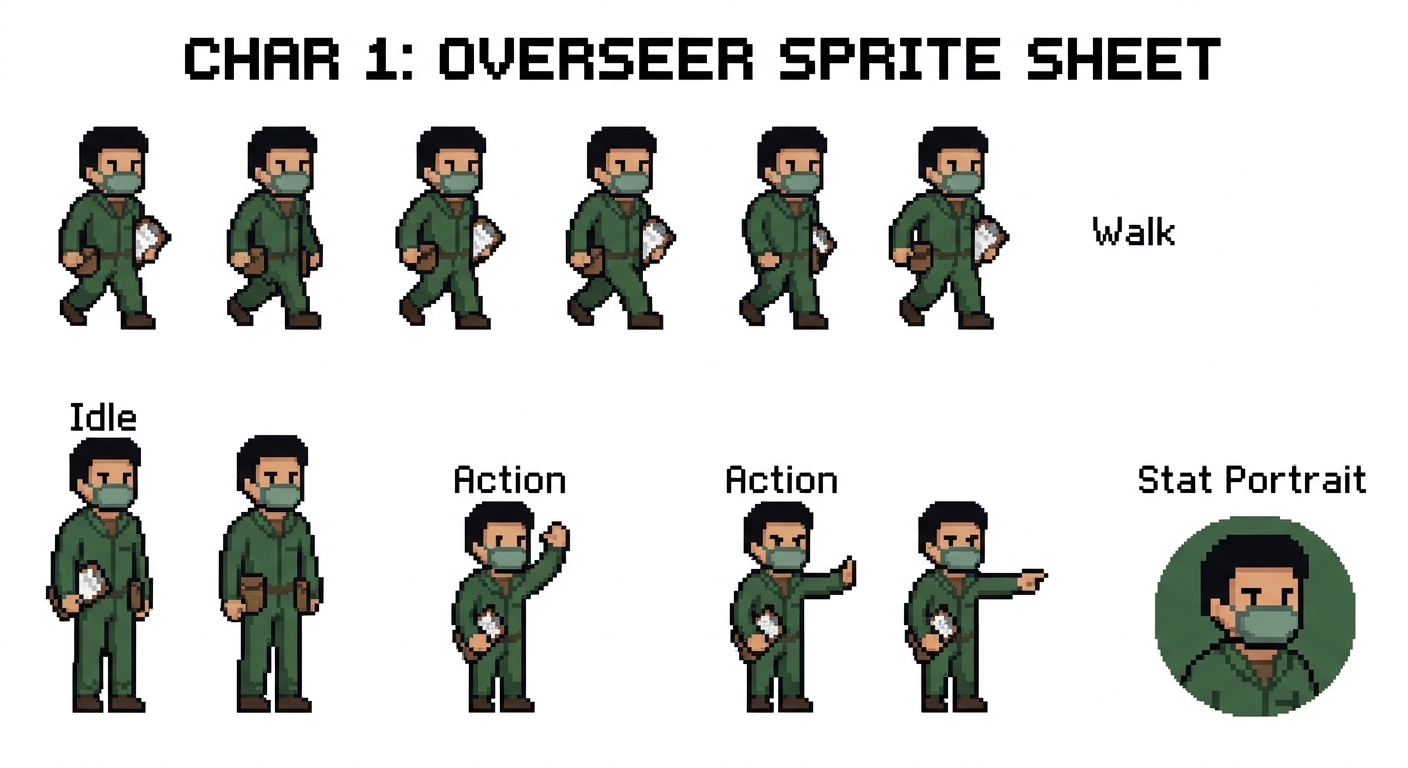 CHAR 1: OVERSEER SPRITE SHEET
Walk
Idle
Action
Action
Stat Portrait